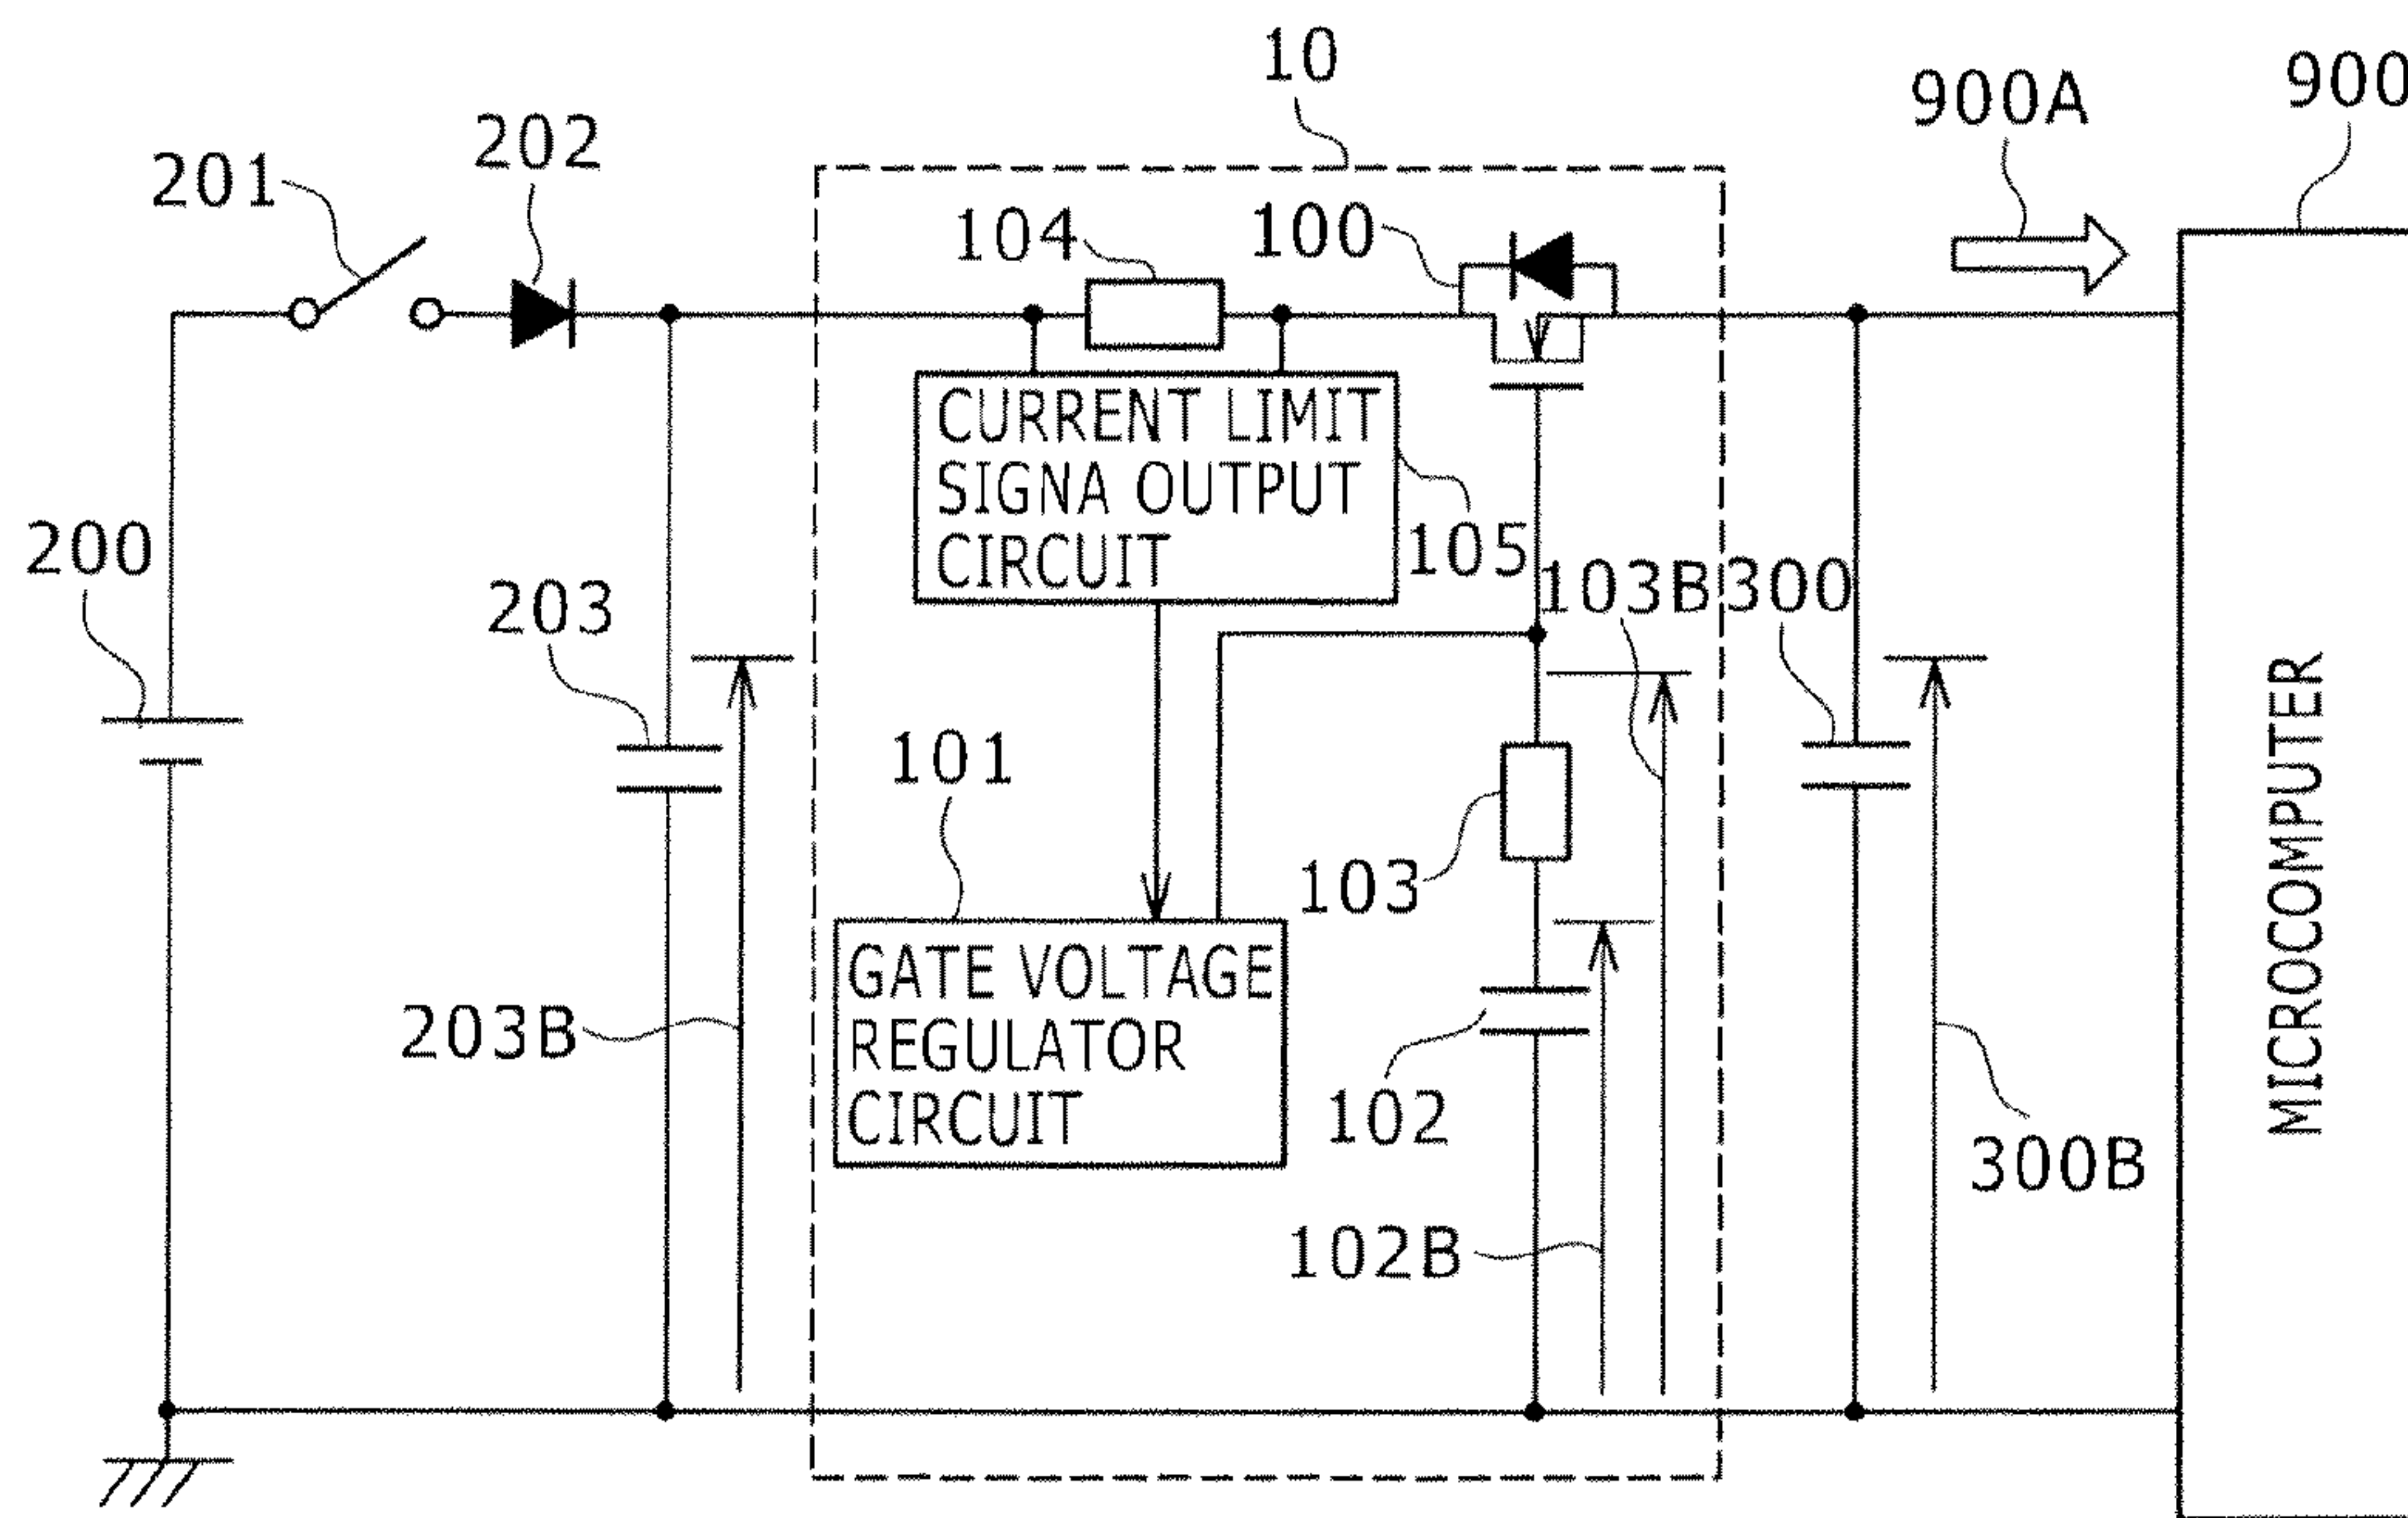 10
900A
900
202
201
104
100
CURRENT LIMIT
SIGNA OUTPUT
CIRCUIT
105
200
203
103B
300
101
103
GATE VOLTAGE
REGULATOR
CIRCUIT
203B
102
102B
300B
MICROCOMPUTER